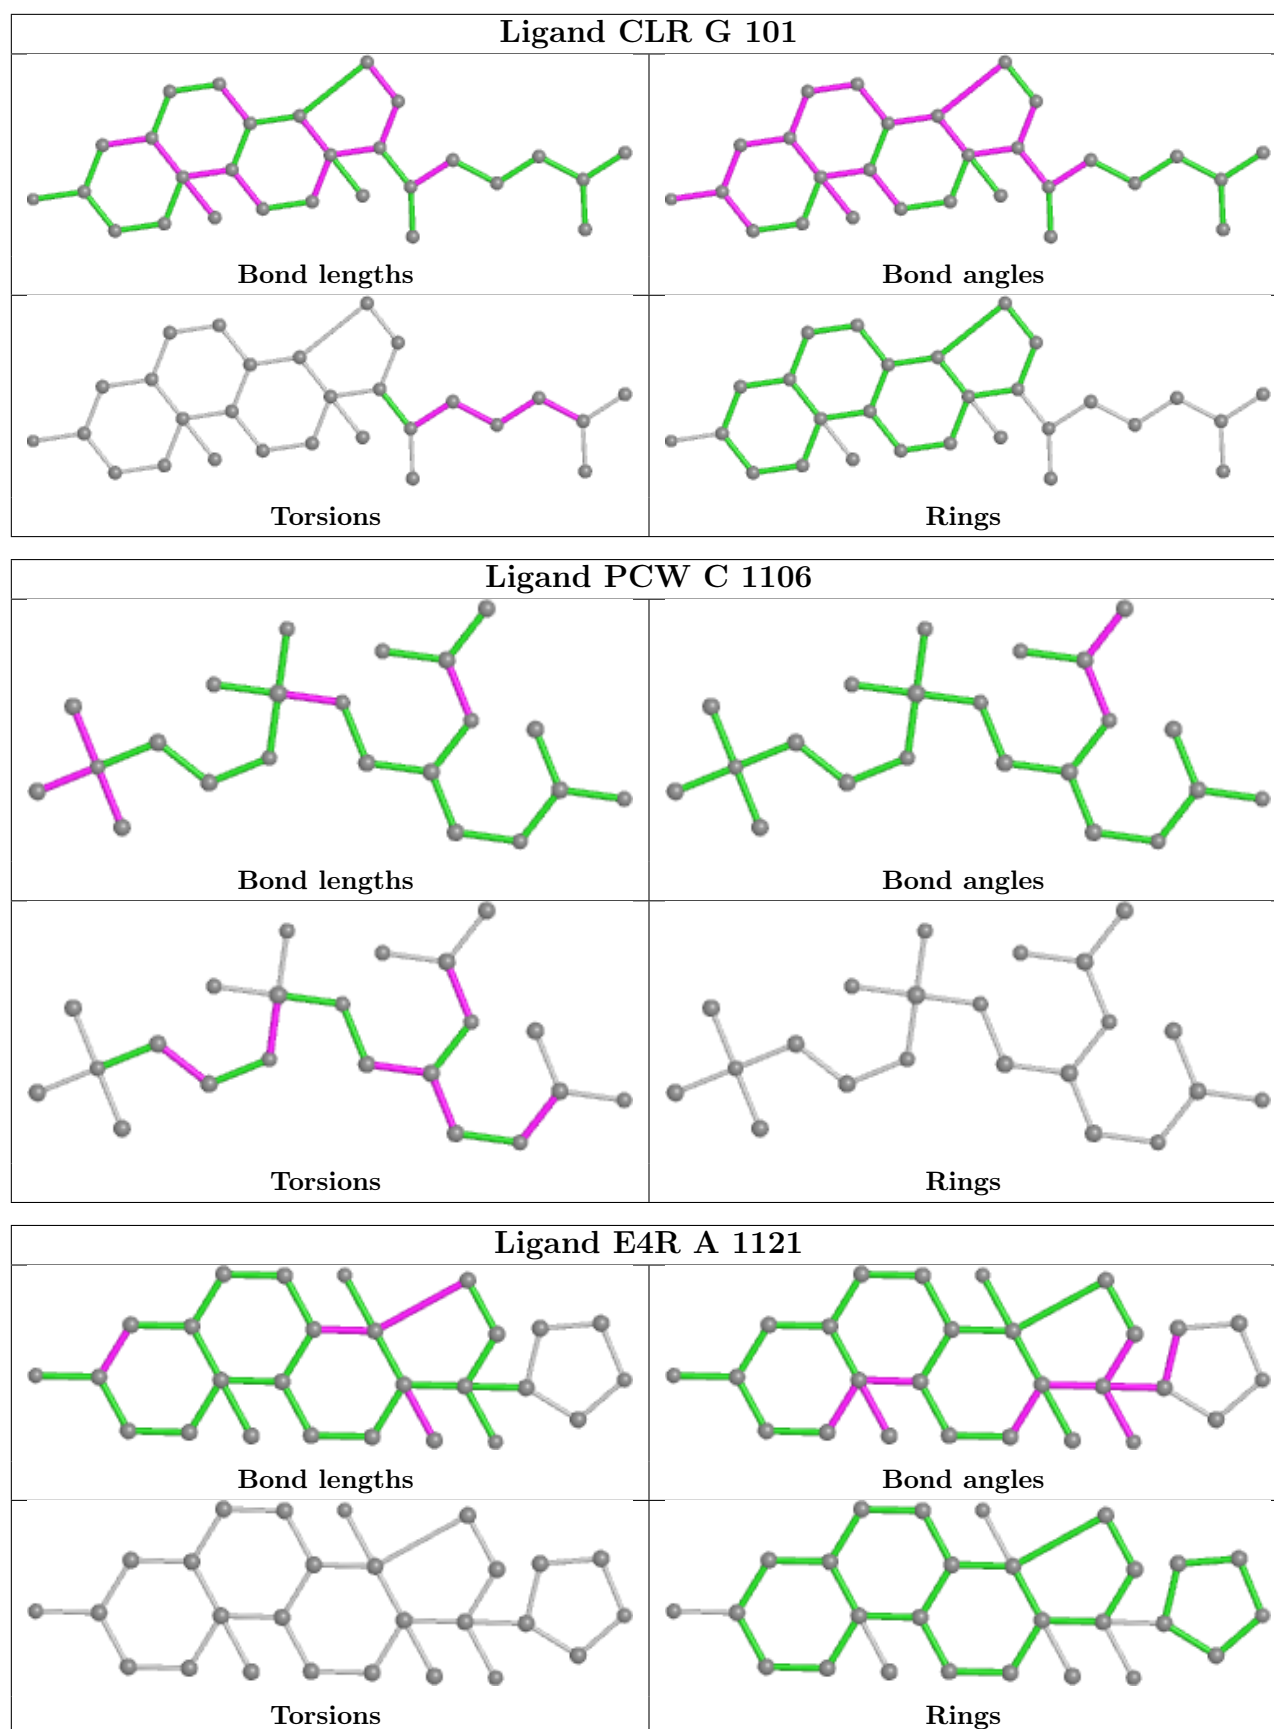 Ligand CLR G 101
Bond lengths
Bond angles
Torsions
Rings
Ligand PCW C 1106
Bond lengths
Bond angles
Torsions
Rings
Ligand E4R A 1121
Bond lengths
Bond angles
Torsions
Rings